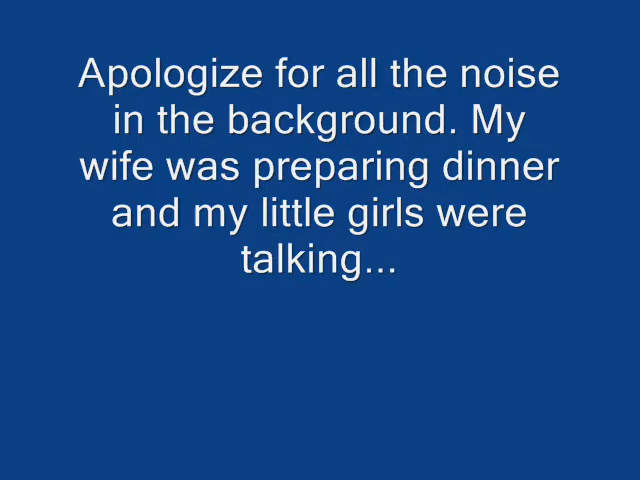 Apologize for all the noise
in the background. My
wife was preparing dinner
and my little girls were
talking...